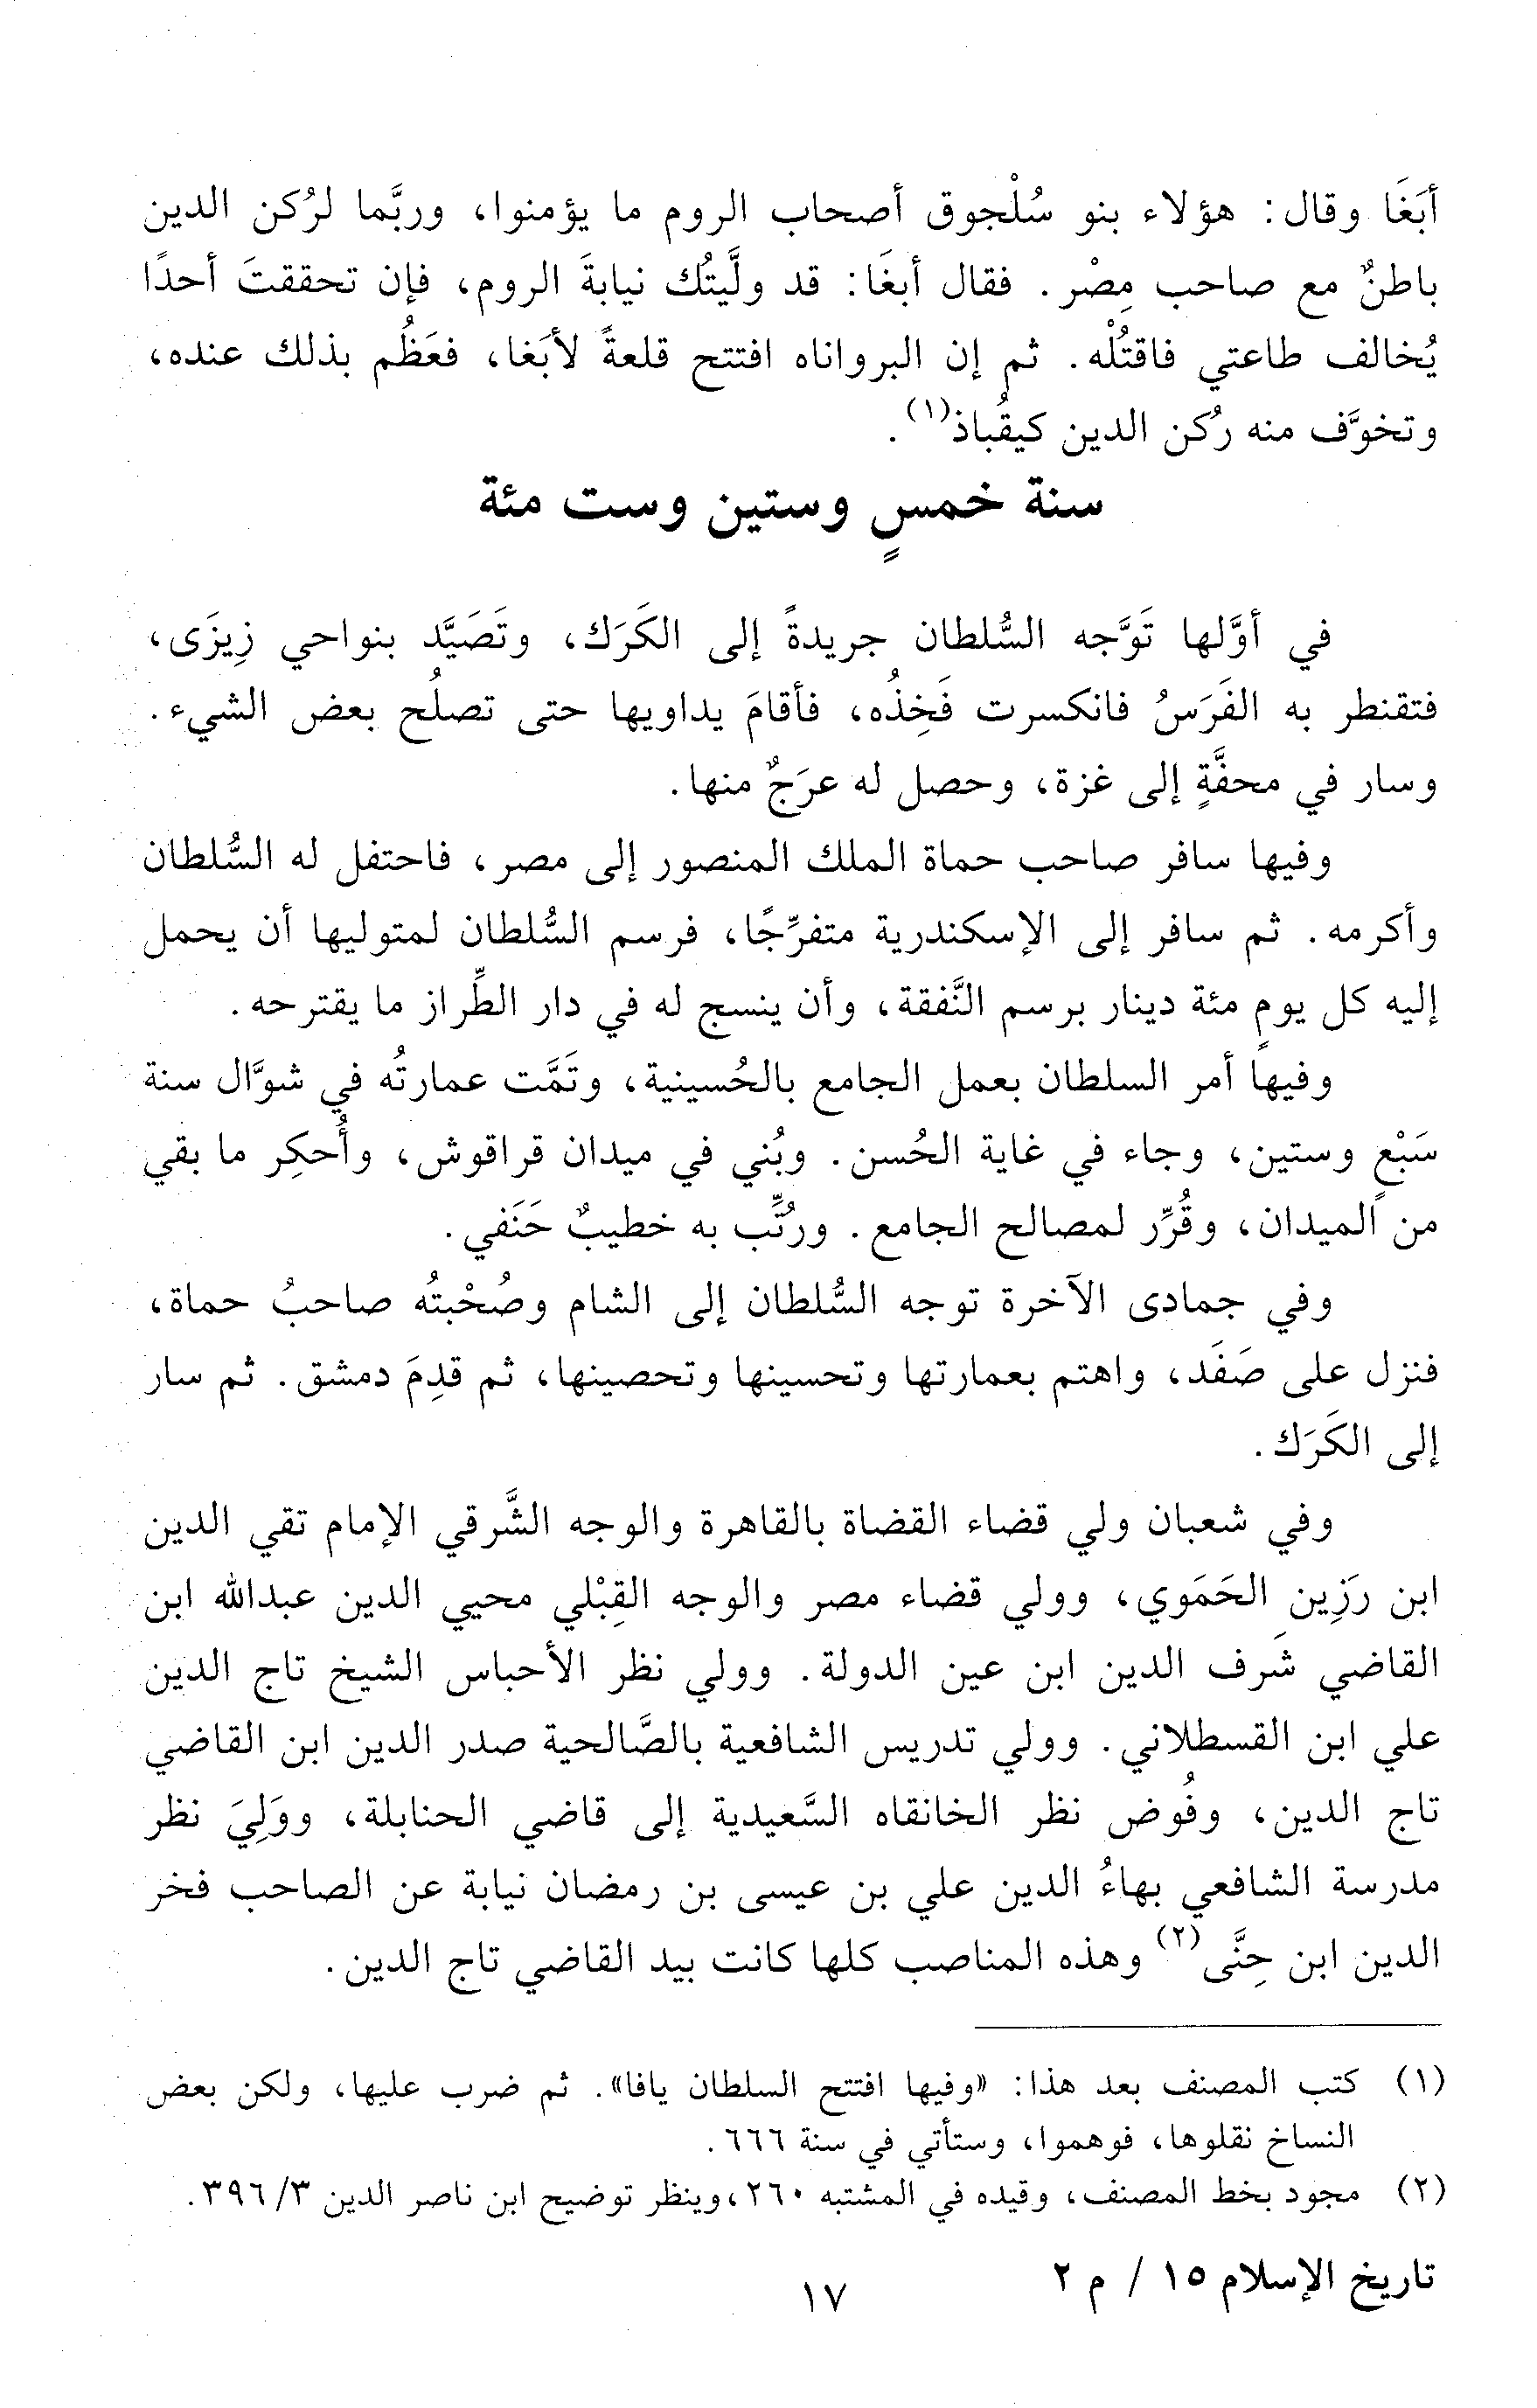 أبَغَا وقال: هؤلاء بنو سُلْجوق أصحاب الروم ما يؤمنوا، وربَّما لرُكن الدين
باطنٌ مع صاحب مِصْر. فقال أبغَا: قد ولَّيتُك نيابةَ الروم، فإن تحققتَ أحدًا
يُخالف طاعتي فاقتُلْه. ثم إن البرواناه افتتح قلعةً لأبَغا، فعَظُم بذلك عنده،
وتخوَّف منه رُكن الدين كيقُباذ(١).
سنة خمسٍ وستين وست مئة
في أوَّلها تَوَّجه السُّلطان جريدةً إلى الكَرَك، وتَصَيَّد بنواحي زِيزَى،
فتقنطر به الفَرَسُ فانكسرت فَخِذُه، فأقامَ يداويها حتى تصلُح بعض الشيء.
وسار في محفَّةٍ إلى غزة، وحصل له عرَجٌ منها.
وفيها سافر صاحب حماة الملك المنصور إلى مصر، فاحتفل له السُّلطان
وأكرمه. ثم سافر إلى الإسكندرية متفرِّجًا، فرسم السُّلطان لمتوليها أن يحمل
إليه كل يومٍ مئة دينار برسم النَّفقة، وأن ينسج له في دار الطِّراز ما يقترحه.
وفيها أمر السلطان بعمل الجامع بالحُسينية، وتَمَّت عمارتُه في شوَّال سنة
سَبْعٍ وستين، وجاء في غاية الحُسن. وبُني في ميدان قراقوش، وأُحكِر ما بقي
من الميدان، وقُرِّر لمصالح الجامع. ورُتِّب به خطيبٌ حَنَفي.
وفي جمادى الآخرة توجه السُّلطان إلى الشام وصُحْبتُه صاحبُ حماة،
فنزل على صَفَد، واهتم بعمارتها وتحسينها وتحصينها، ثم قدِمَ دمشق. ثم سار
إلى الكَرَك.
وفي شعبان ولي قضاء القضاة بالقاهرة والوجه الشَّرقي الإمام تقي الدين
ابن رَزِين الحَمَوي، وولي قضاء مصر والوجه القِبْلي محيي الدين عبدالله ابن
القاضي شَرف الدين ابن عين الدولة. وولي نظر الأحباس الشيخ تاج الدين
علي ابن القسطلاني. وولي تدريس الشافعية بالصَّالحية صدر الدين ابن القاضي
تاج الدين، وفُوض نظر الخانقاه السَّعيدية إلى قاضي الحنابلة، ووَلِيَ نظر
مدرسة الشافعي بهاءُ الدين علي بن عيسى بن رمضان نيابة عن الصاحب فخر
الدين ابن حِنَّى(٢) وهذه المناصب كلها كانت بيد القاضي تاج الدين.
(١) كتب المصنف بعد هذا: «وفيها افتتح السلطان يافا». ثم ضرب عليها، ولكن بعض
النساخ نقلوها، فوهموا، وستأتي في سنة ٦٦٦.
(٢) مجود بخط المصنف، وقيده في المشتبه ٢٦٠، وينظر توضيح ابن ناصر الدين ٣/ ٣٩٦.
تاريخ الإسلام ١٥ / م ٢
١٧